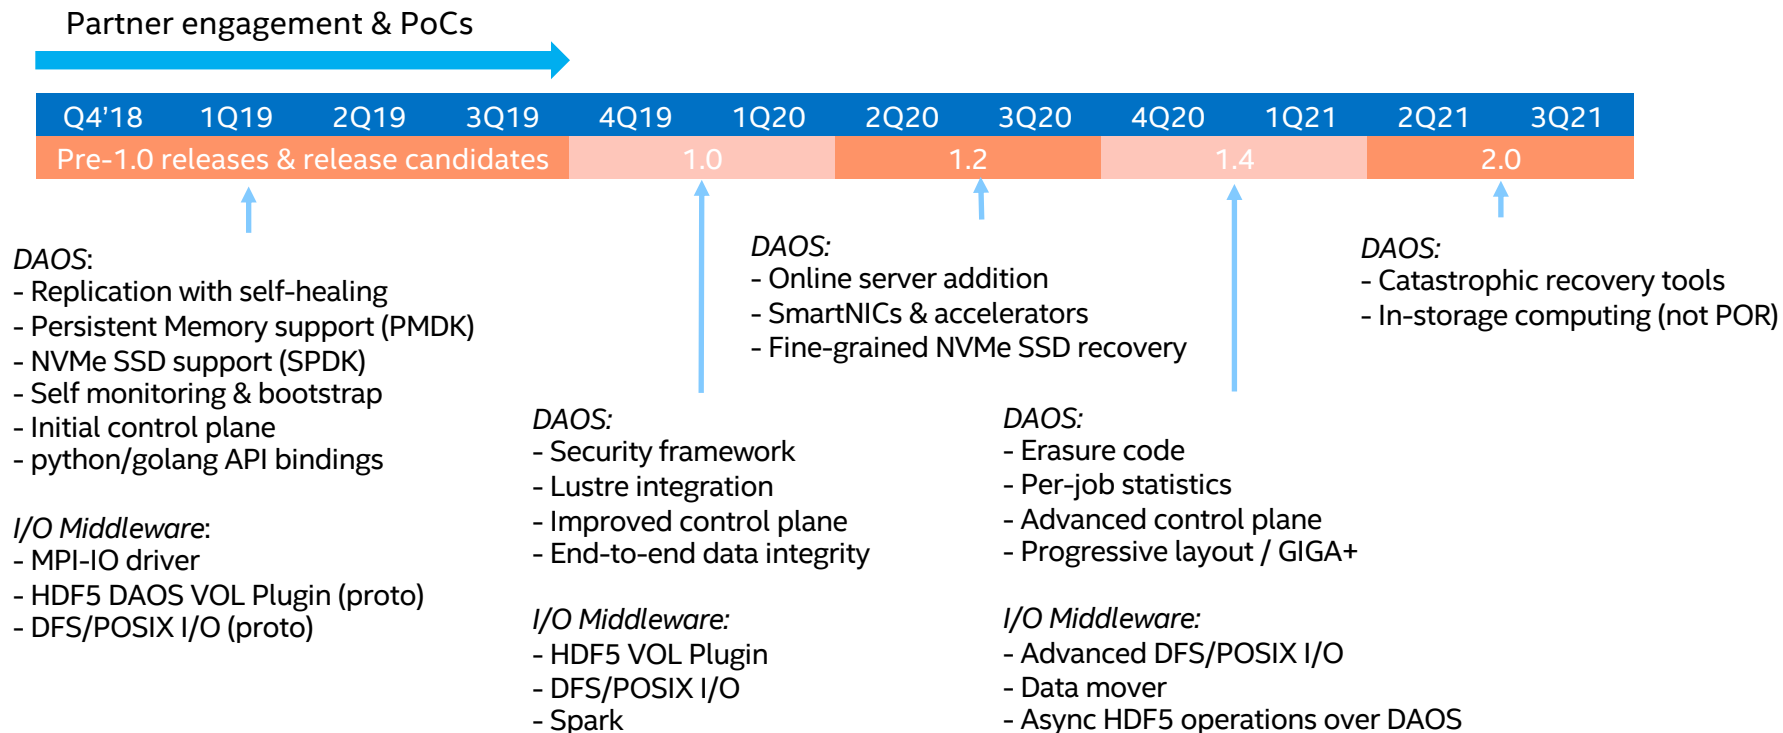 Partner engagement & PoCs
Q4’18 1Q19 2Q19 3Q19 4Q19 1Q20 2Q20 3Q20 4Q20 1Q21 2Q21 3Q21
Pre-1.0 releases & release candidates 1.0 1.2 1.4 2.0
DAOS:
- Replication with self-healing
- Persistent Memory support (PMDK)
- NVMe SSD support (SPDK)
- Self monitoring & bootstrap
- Initial control plane
- python/golang API bindings
I/O Middleware:
- MPI-IO driver
- HDF5 DAOS VOL Plugin (proto)
- DFS/POSIX I/O (proto)
DAOS:
- Security framework
- Lustre integration
- Improved control plane
- End-to-end data integrity
I/O Middleware:
- HDF5 VOL Plugin
- DFS/POSIX I/O
- Spark
DAOS:
- Online server addition
- SmartNICs & accelerators
- Fine-grained NVMe SSD recovery
DAOS:
- Erasure code
- Per-job statistics
- Advanced control plane
- Progressive layout / GIGA+
I/O Middleware:
- Advanced DFS/POSIX I/O
- Data mover
- Async HDF5 operations over DAOS
DAOS:
- Catastrophic recovery tools
- In-storage computing (not POR)